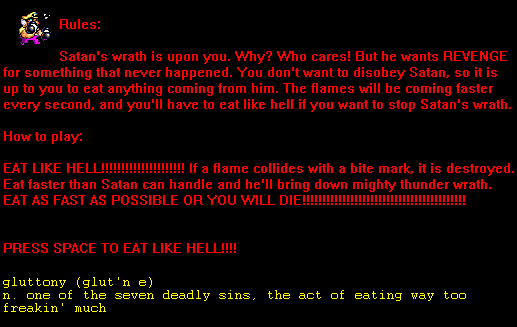 Rules:
Satan's wrath is upon you. Why? Who cares! But he wants REVENGE
for something that never happened. You don't want to disobey Satan, so it is
up to you to eat anything coming from him. The flames will be coming faster
every second, and you'll have to eat like hell if you want to stop Satan's wrath.
How to play:
EAT LIKE HELL!!!!!!!!!!!!!!!!!!!!! If a flame collides with a bite mark, it is destroyed.
Eat faster than Satan can handle and he'll bring down mighty thunder wrath.
EAT AS FAST AS POSSIBLE OR YOU WILL DIE!!!!!!!!!!!!!!!!!!!!!!!!!!!!!!!!!!!!!!!!!
PRESS SPACE TO EAT LIKE HELL!!!!
gluttony (glut'n e)
n. one of the seven deadly sins, the act of eating way too
freakin' much